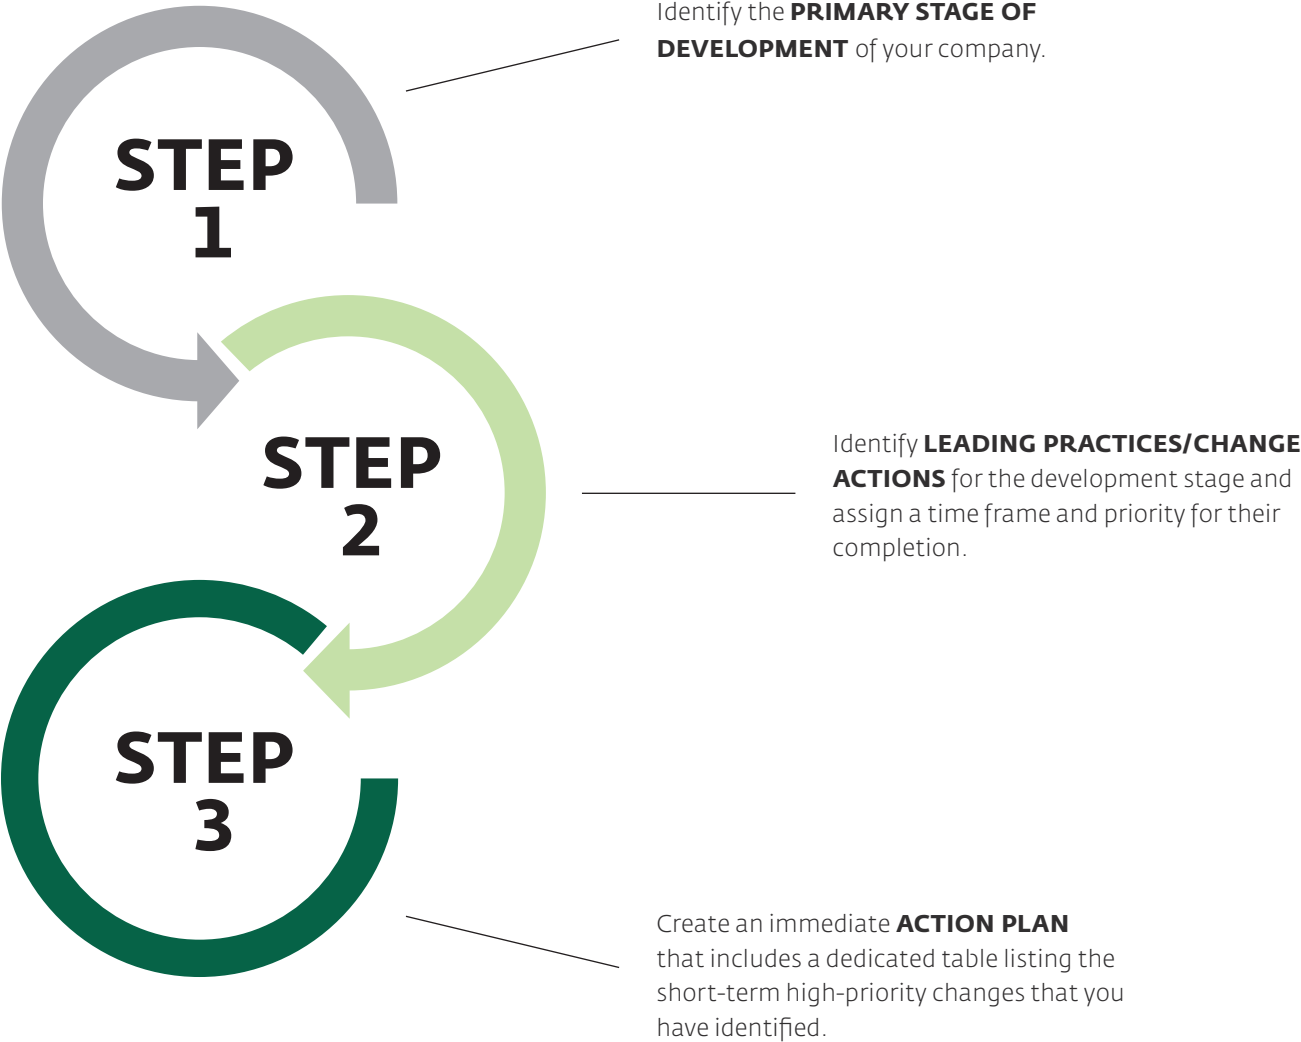 Identify the PRIMARY STAGE OF
DEVELOPMENT of your company.
STEP
1
STEP
2
Identify LEADING PRACTICES/CHANGE
ACTIONS for the development stage and
assign a time frame and priority for their
completion.
STEP
3
Create an immediate ACTION PLAN
that includes a dedicated table listing the
short-term high-priority changes that you
have identified.